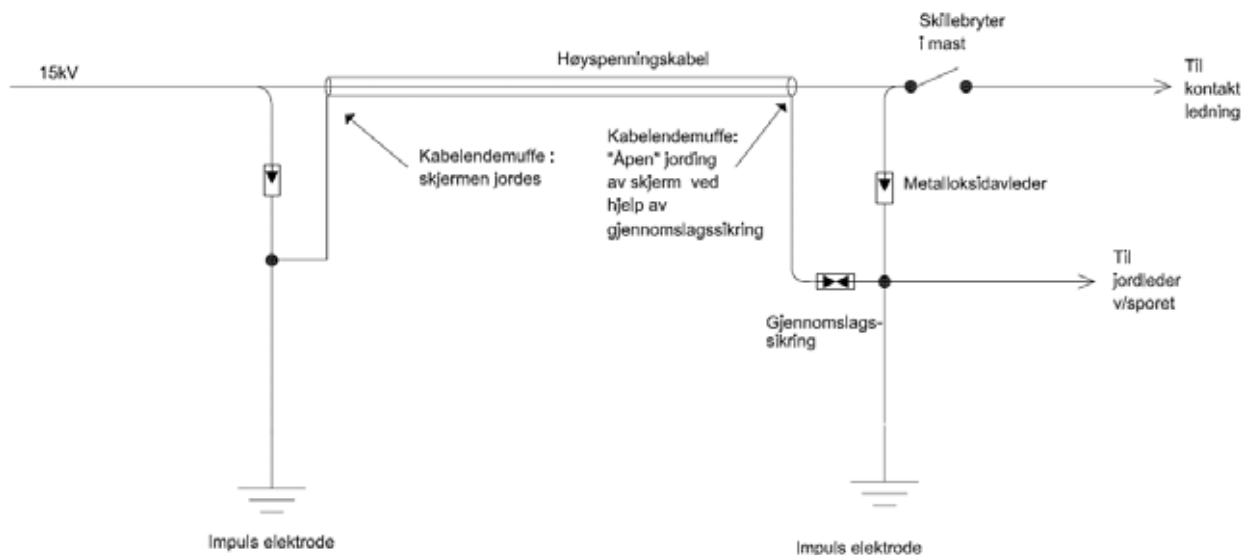 15kV
Høyspenningskabel
Skillebryter
i mast
Til
kontakt
ledning
Kabelendemuffe :
skjermen jordes
Kabelendemuffe:
"Åpen" jording
av skjerm ved
hjelp av
gjennomslagssikring
Metalloksidavleder
Gjennomslags-
sikring
Til
jordleder
v/sporet
Impuls elektrode
Impuls elektrode